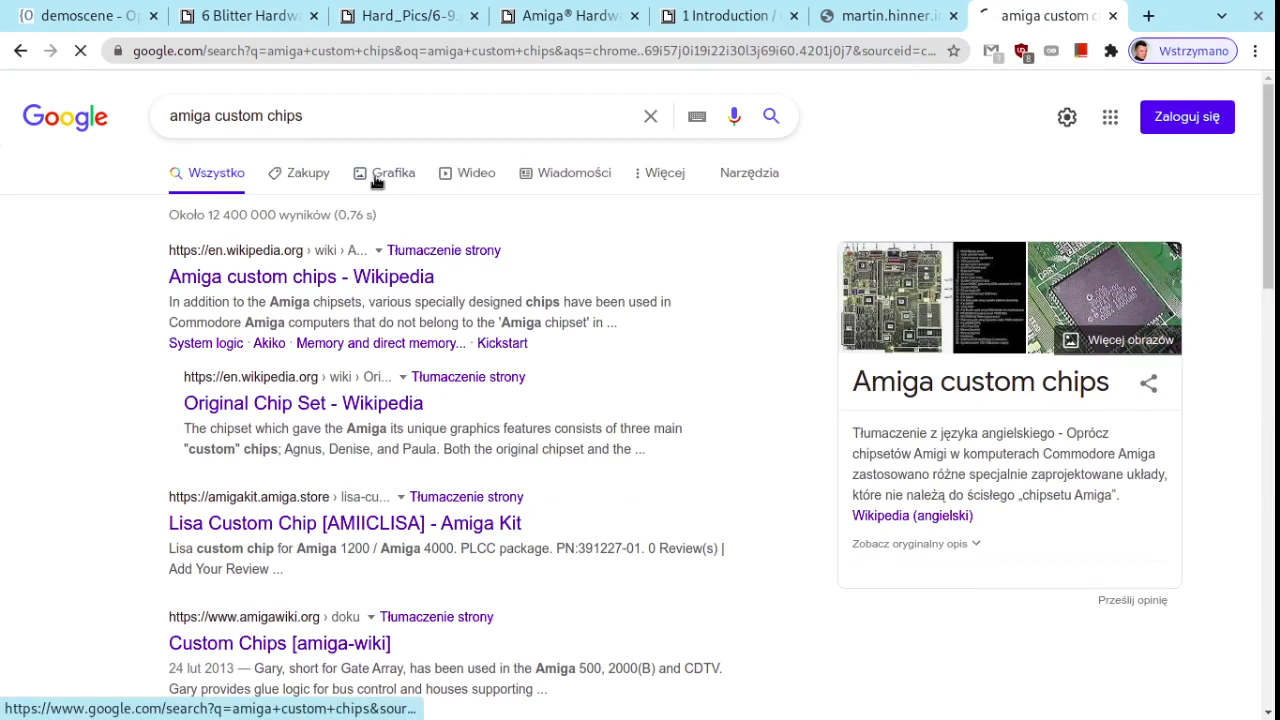 - O
6 Blitter
Hard_Pics/6-9.
Amiga® Hardw
1 Introduction /
martin.hinner.i
amiga custom c
google.com/search?q=amiga+custom+chips&oq=amiga+custom+chips&aqs=chrome..69i57j0i19i22i30l3j69i60.4201j0j7&sourceid=c...
7
8
Wstrzymano
Google
amiga custom chips
Zaloguj się
Wszystko
Zakupy
Grafika
Wideo
Wiadomości
Więcej
Narzędzia
Około 12 400 000 wyników (0,76 s)
https://en.wikipedia.org › wiki › A... Tłumaczenie strony
Amiga custom chips - Wikipedia
In addition to the Amiga chipsets, various specially designed chips have been used in
Commodore Amiga computers that do not belong to the 'Amiga chipset' in ...
System logic · Disk · Memory and direct memory... · Kickstart
https://en.wikipedia.org › wiki › Ori... Tłumaczenie strony
Original Chip Set - Wikipedia
The chipset which gave the Amiga its unique graphics features consists of three main
"custom" chips; Agnus, Denise, and Paula. Both the original chipset and the ...
https://amigakit.amiga.store › lisa-cu... Tłumaczenie strony
Lisa Custom Chip [AMIICLISA] - Amiga Kit
Lisa custom chip for Amiga 1200 / Amiga 4000. PLCC package. PN:391227-01. 0 Review(s) |
Add Your Review ...
https://www.amigawiki.org › doku Tłumaczenie strony
Custom Chips [amiga-wiki]
24 lut 2013 — Gary, short for Gate Array, has been used in the Amiga 500, 2000(B) and CDTV.
Gary provides glue logic for bus control and houses supporting ...
Więcej obrazów
Amiga custom chips
Tłumaczenie z języka angielskiego - Oprócz
chipsetów Amigi w komputerach Commodore Amiga
zastosowano różne specjalnie zaprojektowane układy,
które nie należą do ścisłego „chipsetu Amiga”.
Wikipedia (angielski)
Zobacz oryginalny opis
Prześlij opinię
https://www.google.com/search?q=amiga+custom+chips&sour...